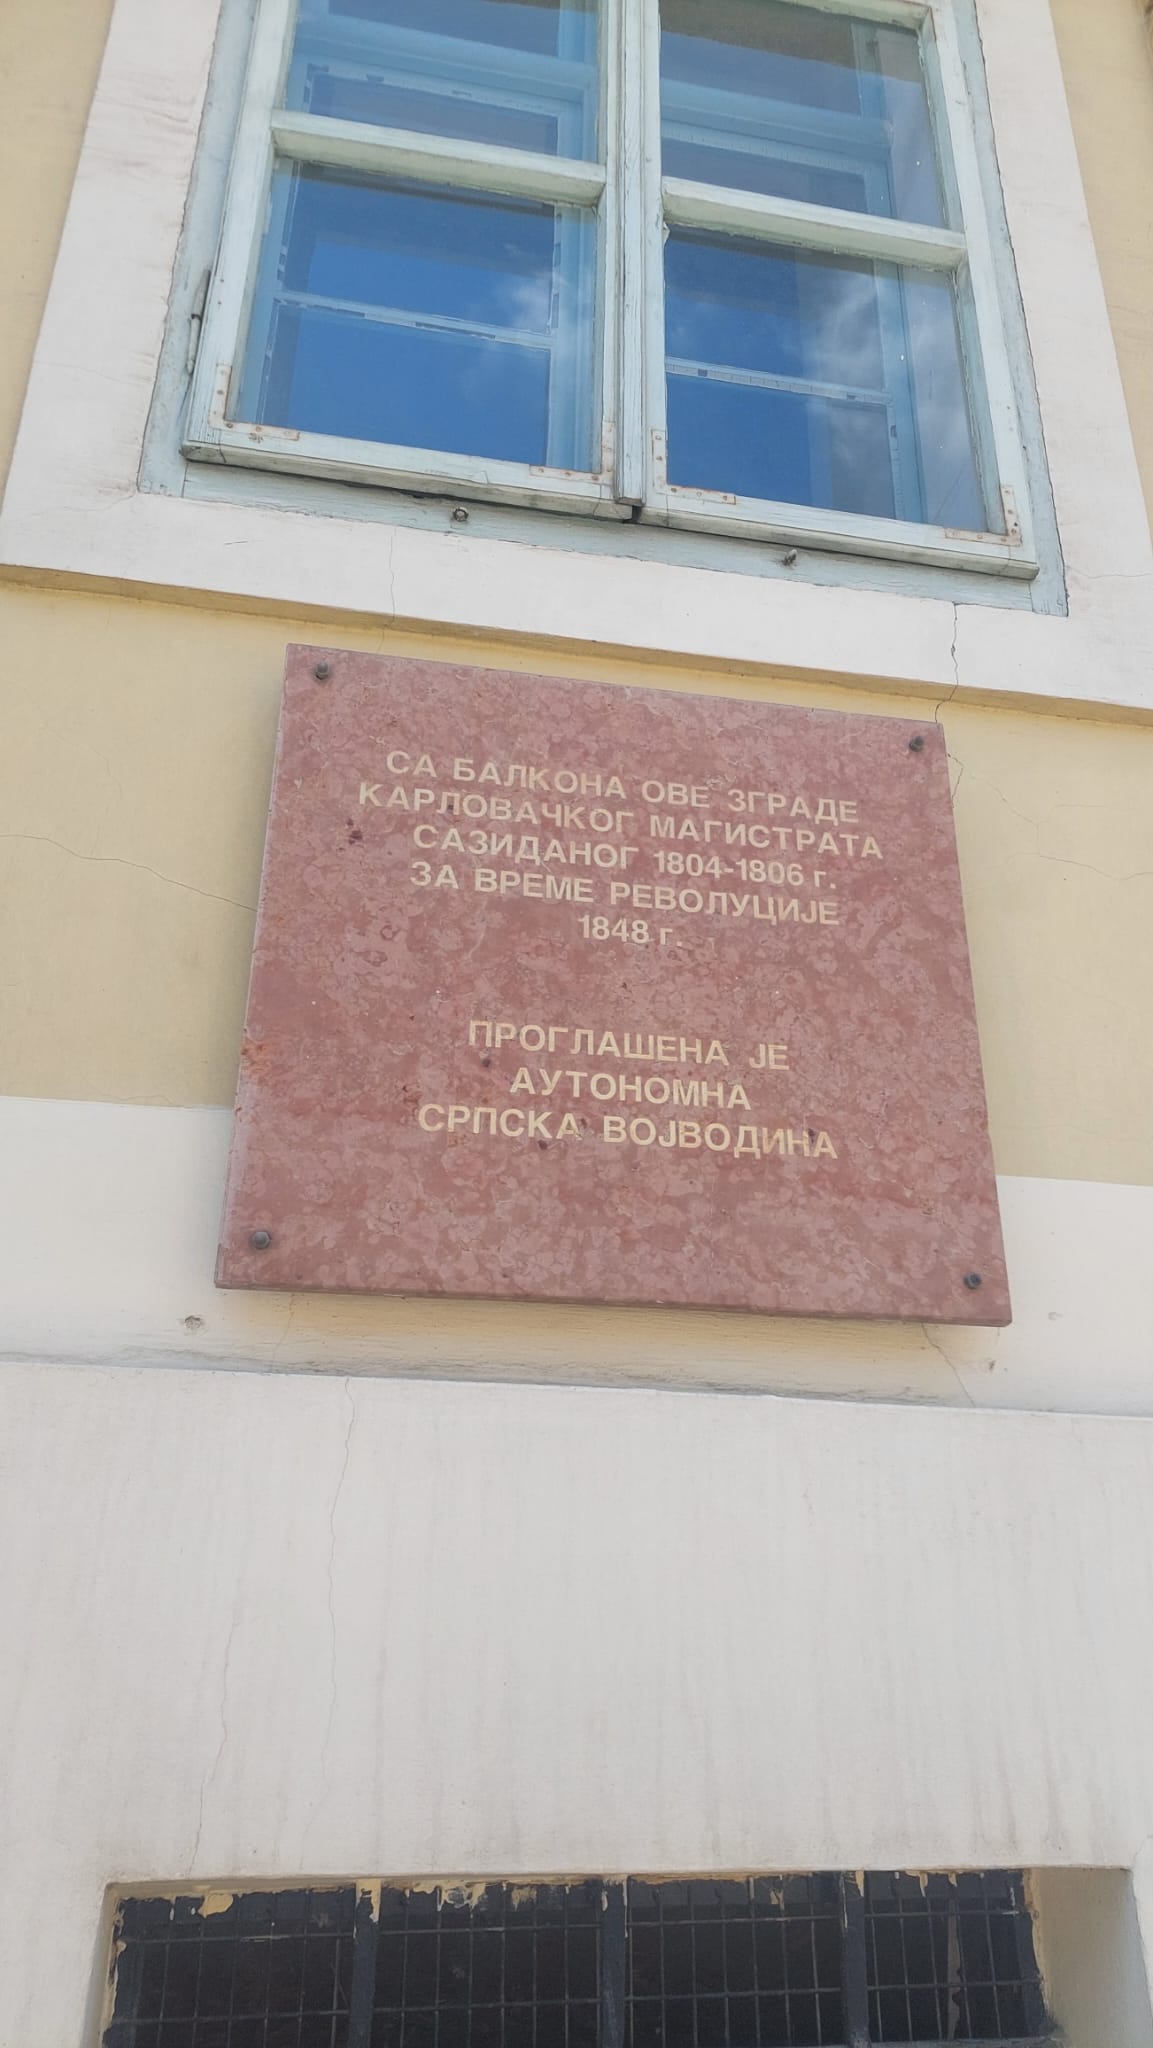 СА БАЛКОНА ОВЕ ЗГРАДЕ
КАРЛОВАЧКОГ МАГИСТРАТА
САЗИДАНОГ 1804-1806 г.
ЗА ВРЕМЕ РЕВОЛУЦИЈЕ
1848 г.
ПРОГЛАШЕНА ЈЕ
АУТОНОМНА
СРПСКА ВОЈВОДИНА